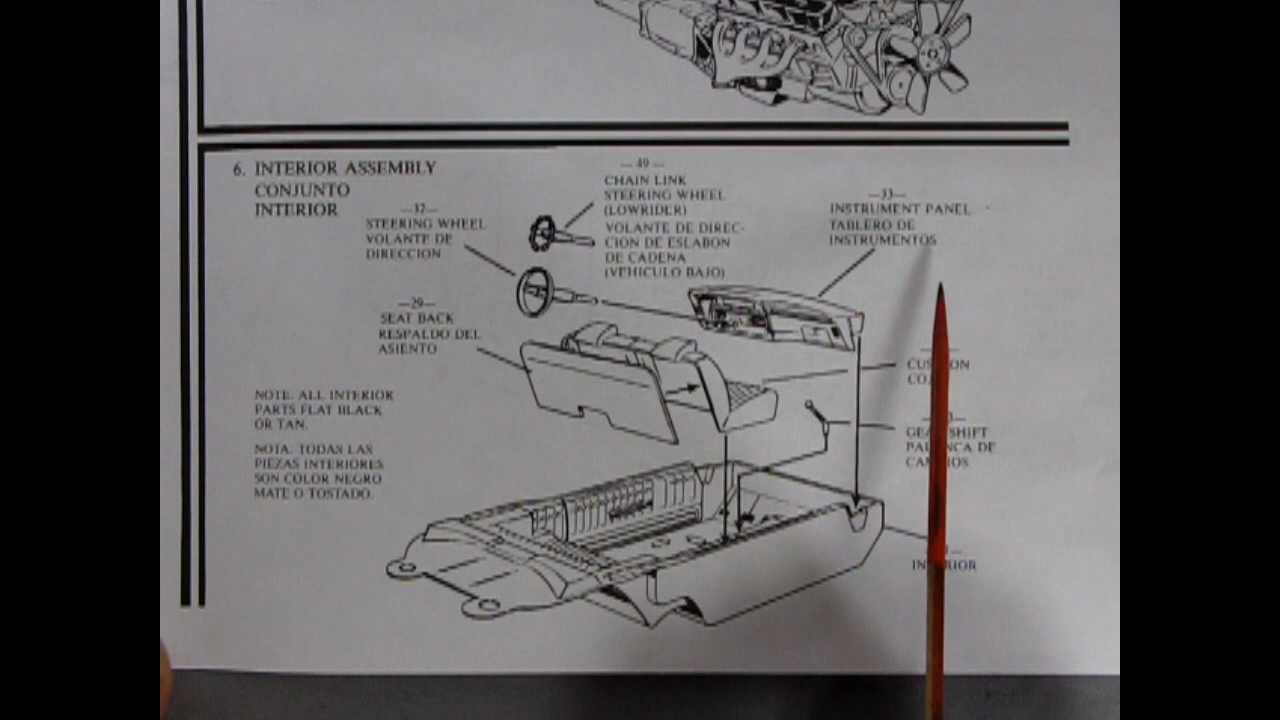 6. INTERIOR ASSEMBLY
CONJUNTO
INTERIOR
—32—
STEERING WHEEL
VOLANTE DE
DIRECCION
—49—
CHAIN LINK
STEERING WHEEL
(LOWRIDER)
VOLANTE DE DIREC-
CION DE ESLABON
DE CADENA
(VEHICULO BAJO)
—33—
INSTRUMENT PANEL
TABLERO DE
INSTRUMENTOS
—29—
SEAT BACK
RESPALDO DEL
ASIENTO
NOTE. ALL INTERIOR
PARTS FLAT BLACK
OR TAN.
NOTA. TODAS LAS
PIEZAS INTERIORES
SON COLOR NEGRO
MATE O TOSTADO.
DE